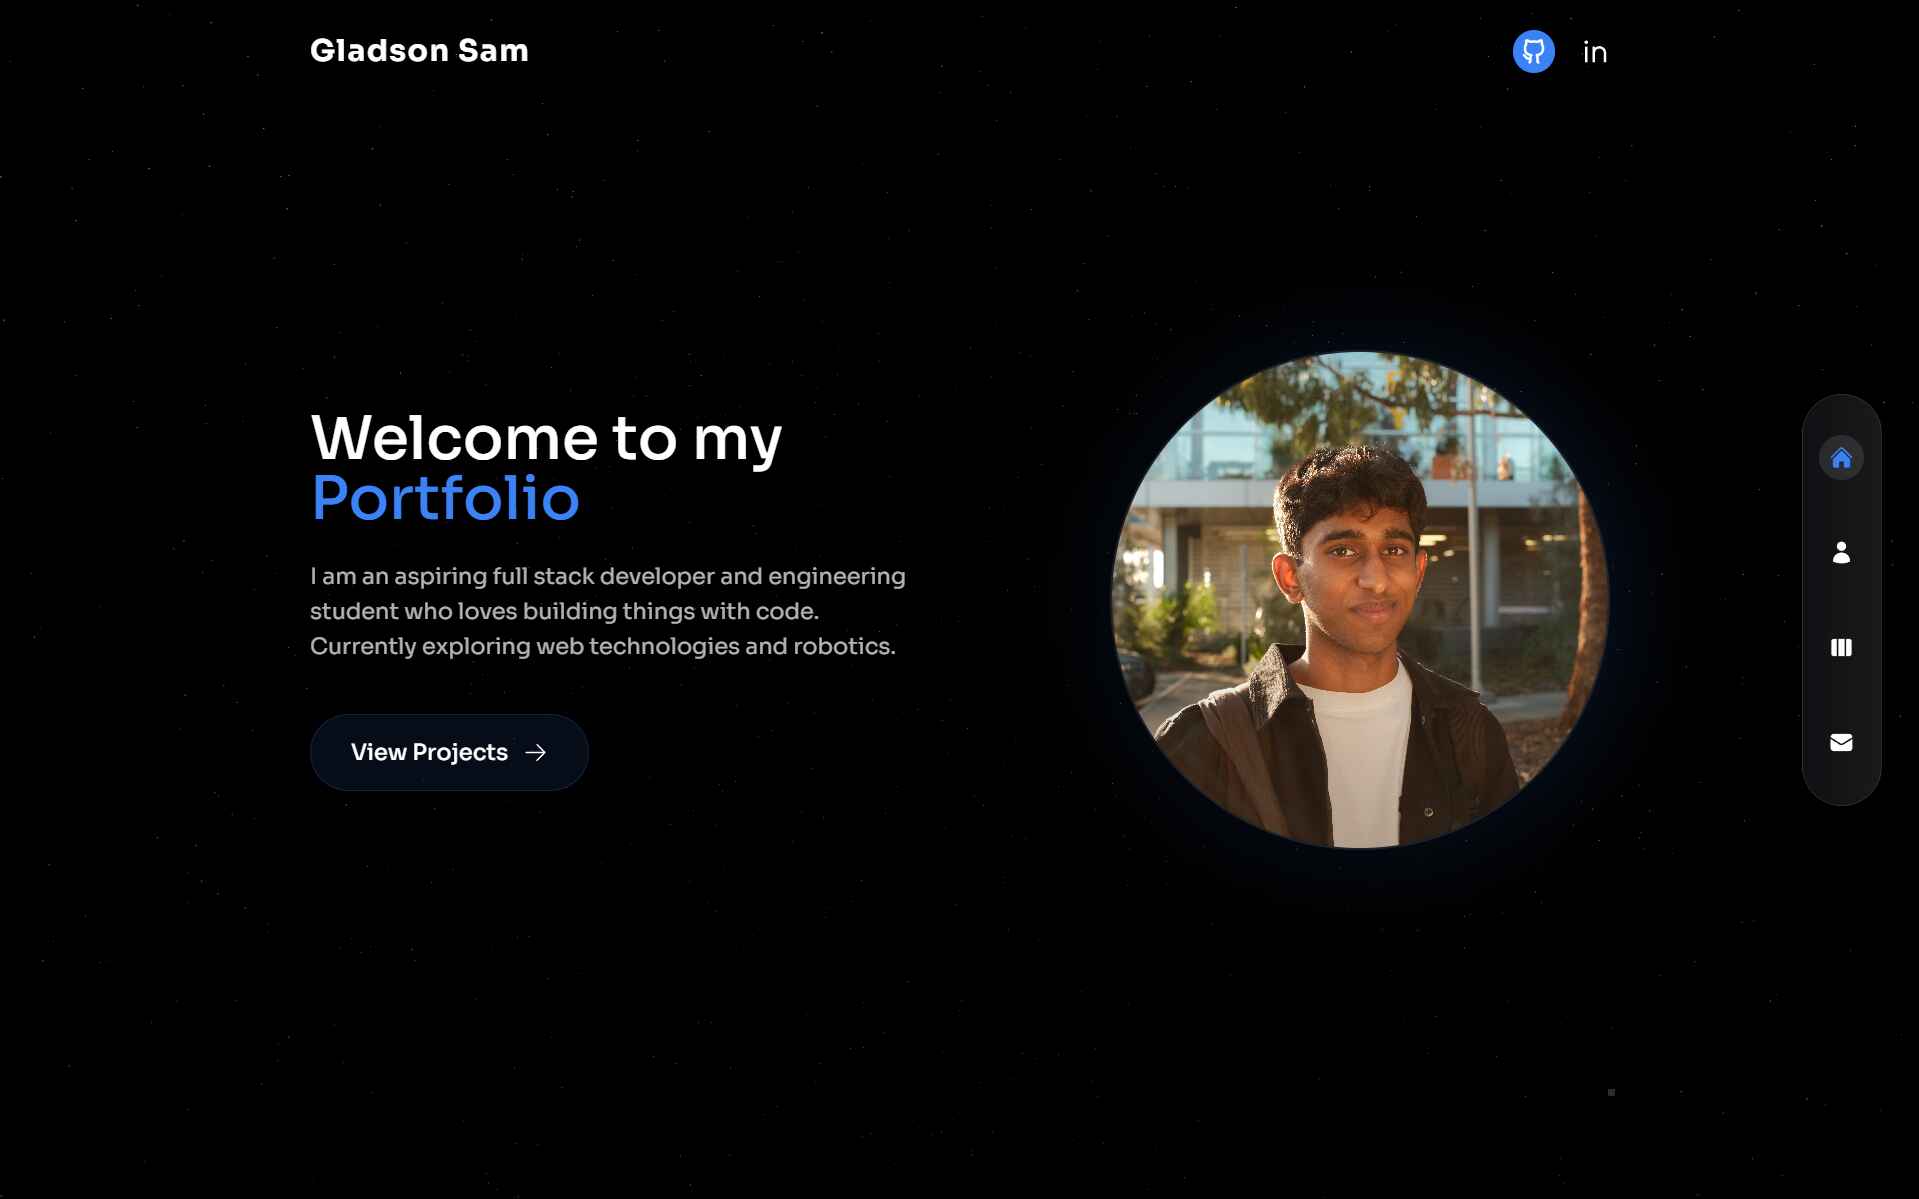 Gladson Sam
in
Welcome to my
Portfolio
I am an aspiring full stack developer and engineering
student who loves building things with code.
Currently exploring web technologies and robotics.
View Projects